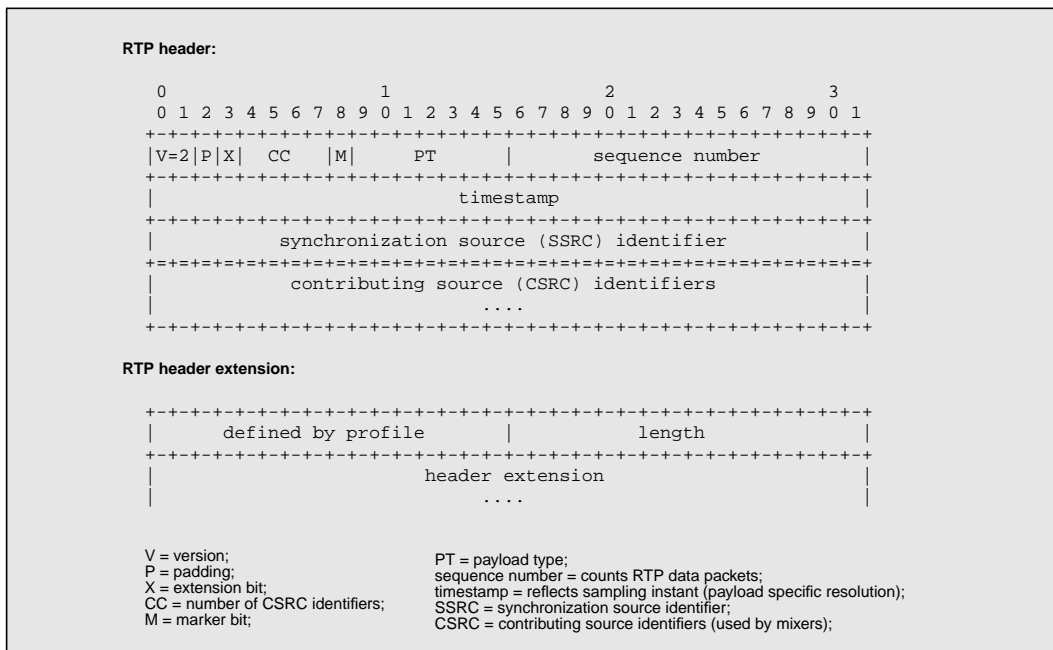 RTP header:
0                   1                   2                   3
0 1 2 3 4 5 6 7 8 9 0 1 2 3 4 5 6 7 8 9 0 1 2 3 4 5 6 7 8 9 0 1
+-+-+-+-+-+-+-+-+-+-+-+-+-+-+-+-+-+-+-+-+-+-+-+-+-+-+-+-+-+-+-+-+
|V=2|P|X|  CC   |M|     PT      |       sequence number         |
+-+-+-+-+-+-+-+-+-+-+-+-+-+-+-+-+-+-+-+-+-+-+-+-+-+-+-+-+-+-+-+-+
|                           timestamp                           |
+-+-+-+-+-+-+-+-+-+-+-+-+-+-+-+-+-+-+-+-+-+-+-+-+-+-+-+-+-+-+-+-+
|           synchronization source (SSRC) identifier            |
+=+=+=+=+=+=+=+=+=+=+=+=+=+=+=+=+=+=+=+=+=+=+=+=+=+=+=+=+=+=+=+=+
|            contributing source (CSRC) identifiers             |
|                             ....                              |
+-+-+-+-+-+-+-+-+-+-+-+-+-+-+-+-+-+-+-+-+-+-+-+-+-+-+-+-+-+-+-+-+
RTP header extension:
+-+-+-+-+-+-+-+-+-+-+-+-+-+-+-+-+-+-+-+-+-+-+-+-+-+-+-+-+-+-+-+-+
|      defined by profile       |           length              |
+-+-+-+-+-+-+-+-+-+-+-+-+-+-+-+-+-+-+-+-+-+-+-+-+-+-+-+-+-+-+-+-+
|                        header extension                       |
|                             ....                              |
V = version;
P = padding;
X = extension bit;
CC = number of CSRC identifiers;
M = marker bit;
PT = payload type;
sequence number = counts RTP data packets;
timestamp = reflects sampling instant (payload specific resolution);
SSRC = synchronization source identifier;
CSRC = contributing source identifiers (used by mixers);